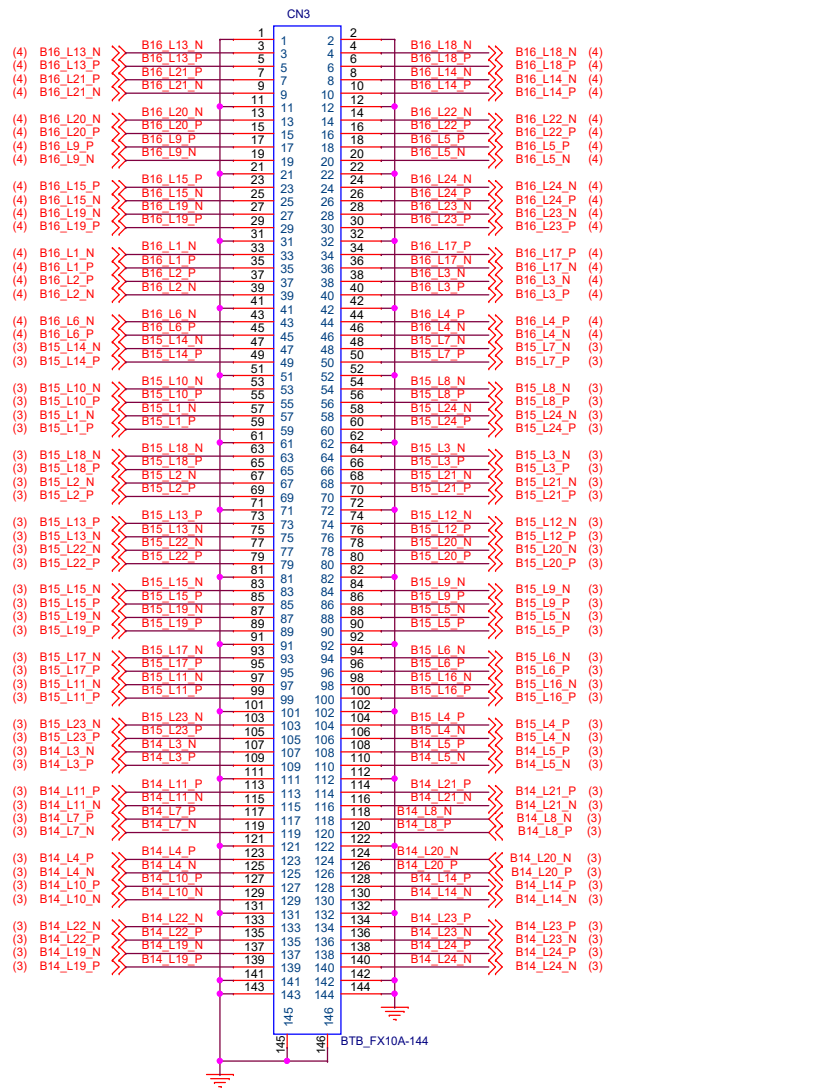 CN3
1 1 2 2
(4) B16_L13_N B16_L13_N 3 3 4 4 B16_L18_N B16_L18_N (4)
(4) B16_L13_P B16_L13_P 5 5 6 6 B16_L18_P B16_L18_P (4)
(4) B16_L21_P B16_L21_P 7 7 8 8 B16_L14_N B16_L14_N (4)
(4) B16_L21_N B16_L21_N 9 9 10 10 B16_L14_P B16_L14_P (4)
11 11 12 12
(4) B16_L20_N B16_L20_N 13 13 14 14 B16_L22_N B16_L22_N (4)
(4) B16_L20_P B16_L20_P 15 15 16 16 B16_L22_P B16_L22_P (4)
(4) B16_L9_P B16_L9_P 17 17 18 18 B16_L5_P B16_L5_P (4)
(4) B16_L9_N B16_L9_N 19 19 20 20 B16_L5_N B16_L5_N (4)
21 21 22 22
(4) B16_L15_P B16_L15_P 23 23 24 24 B16_L24_N B16_L24_N (4)
(4) B16_L15_N B16_L15_N 25 25 26 26 B16_L24_P B16_L24_P (4)
(4) B16_L19_N B16_L19_N 27 27 28 28 B16_L23_N B16_L23_N (4)
(4) B16_L19_P B16_L19_P 29 29 30 30 B16_L23_P B16_L23_P (4)
31 31 32 32
(4) B16_L1_N B16_L1_N 33 33 34 34 B16_L17_P B16_L17_P (4)
(4) B16_L1_P B16_L1_P 35 35 36 36 B16_L17_N B16_L17_N (4)
(4) B16_L2_P B16_L2_P 37 37 38 38 B16_L3_N B16_L3_N (4)
(4) B16_L2_N B16_L2_N 39 39 40 40 B16_L3_P B16_L3_P (4)
41 41 42 42
(4) B16_L6_N B16_L6_N 43 43 44 44 B16_L4_P B16_L4_P (4)
(4) B16_L6_P B16_L6_P 45 45 46 46 B16_L4_N B16_L4_N (4)
(3) B15_L14_N B15_L14_N 47 47 48 48 B15_L7_N B15_L7_N (3)
(3) B15_L14_P B15_L14_P 49 49 50 50 B15_L7_P B15_L7_P (3)
51 51 52 52
(3) B15_L10_N B15_L10_N 53 53 54 54 B15_L8_N B15_L8_N (3)
(3) B15_L10_P B15_L10_P 55 55 56 56 B15_L8_P B15_L8_P (3)
(3) B15_L1_N B15_L1_N 57 57 58 58 B15_L24_N B15_L24_N (3)
(3) B15_L1_P B15_L1_P 59 59 60 60 B15_L24_P B15_L24_P (3)
61 61 62 62
(3) B15_L18_N B15_L18_N 63 63 64 64 B15_L3_N B15_L3_N (3)
(3) B15_L18_P B15_L18_P 65 65 66 66 B15_L3_P B15_L3_P (3)
(3) B15_L2_N B15_L2_N 67 67 68 68 B15_L21_N B15_L21_N (3)
(3) B15_L2_P B15_L2_P 69 69 70 70 B15_L21_P B15_L21_P (3)
71 71 72 72
(3) B15_L13_P B15_L13_P 73 73 74 74 B15_L12_N B15_L12_N (3)
(3) B15_L13_N B15_L13_N 75 75 76 76 B15_L12_P B15_L12_P (3)
(3) B15_L22_N B15_L22_N 77 77 78 78 B15_L20_N B15_L20_N (3)
(3) B15_L22_P B15_L22_P 79 79 80 80 B15_L20_P B15_L20_P (3)
81 81 82 82
(3) B15_L15_N B15_L15_N 83 83 84 84 B15_L9_N B15_L9_N (3)
(3) B15_L15_P B15_L15_P 85 85 86 86 B15_L9_P B15_L9_P (3)
(3) B15_L19_N B15_L19_N 87 87 88 88 B15_L5_N B15_L5_N (3)
(3) B15_L19_P B15_L19_P 89 89 90 90 B15_L5_P B15_L5_P (3)
91 91 92 92
(3) B15_L17_N B15_L17_N 93 93 94 94 B15_L6_N B15_L6_N (3)
(3) B15_L17_P B15_L17_P 95 95 96 96 B15_L6_P B15_L6_P (3)
(3) B15_L11_N B15_L11_N 97 97 98 98 B15_L16_N B15_L16_N (3)
(3) B15_L11_P B15_L11_P 99 99 100 100 B15_L16_P B15_L16_P (3)
101 101 102 102
(3) B15_L23_N B15_L23_N 103 103 104 104 B15_L4_P B15_L4_P (3)
(3) B15_L23_P B15_L23_P 105 105 106 106 B15_L4_N B15_L4_N (3)
(3) B14_L3_N B14_L3_N 107 107 108 108 B14_L5_P B14_L5_P (3)
(3) B14_L3_P B14_L3_P 109 109 110 110 B14_L5_N B14_L5_N (3)
111 111 112 112
(3) B14_L11_P B14_L11_P 113 113 114 114 B14_L21_P B14_L21_P (3)
(3) B14_L11_N B14_L11_N 115 115 116 116 B14_L21_N B14_L21_N (3)
(3) B14_L7_P B14_L7_P 117 117 118 118 B14_L8_N B14_L8_N (3)
(3) B14_L7_N B14_L7_N 119 119 120 120 B14_L8_P B14_L8_P (3)
121 121 122 122
(3) B14_L4_P B14_L4_P 123 123 124 124 B14_L20_N B14_L20_N (3)
(3) B14_L4_N B14_L4_N 125 125 126 126 B14_L20_P B14_L20_P (3)
(3) B14_L10_P B14_L10_P 127 127 128 128 B14_L14_P B14_L14_P (3)
(3) B14_L10_N B14_L10_N 129 129 130 130 B14_L14_N B14_L14_N (3)
131 131 132 132
(3) B14_L22_N B14_L22_N 133 133 134 134 B14_L23_P B14_L23_P (3)
(3) B14_L22_P B14_L22_P 135 135 136 136 B14_L23_N B14_L23_N (3)
(3) B14_L19_N B14_L19_N 137 137 138 138 B14_L24_P B14_L24_P (3)
(3) B14_L19_P B14_L19_P 139 139 140 140 B14_L24_N B14_L24_N (3)
141 141 142 142
143 143 144 144
145 146
145 146 BTB_FX10A-144